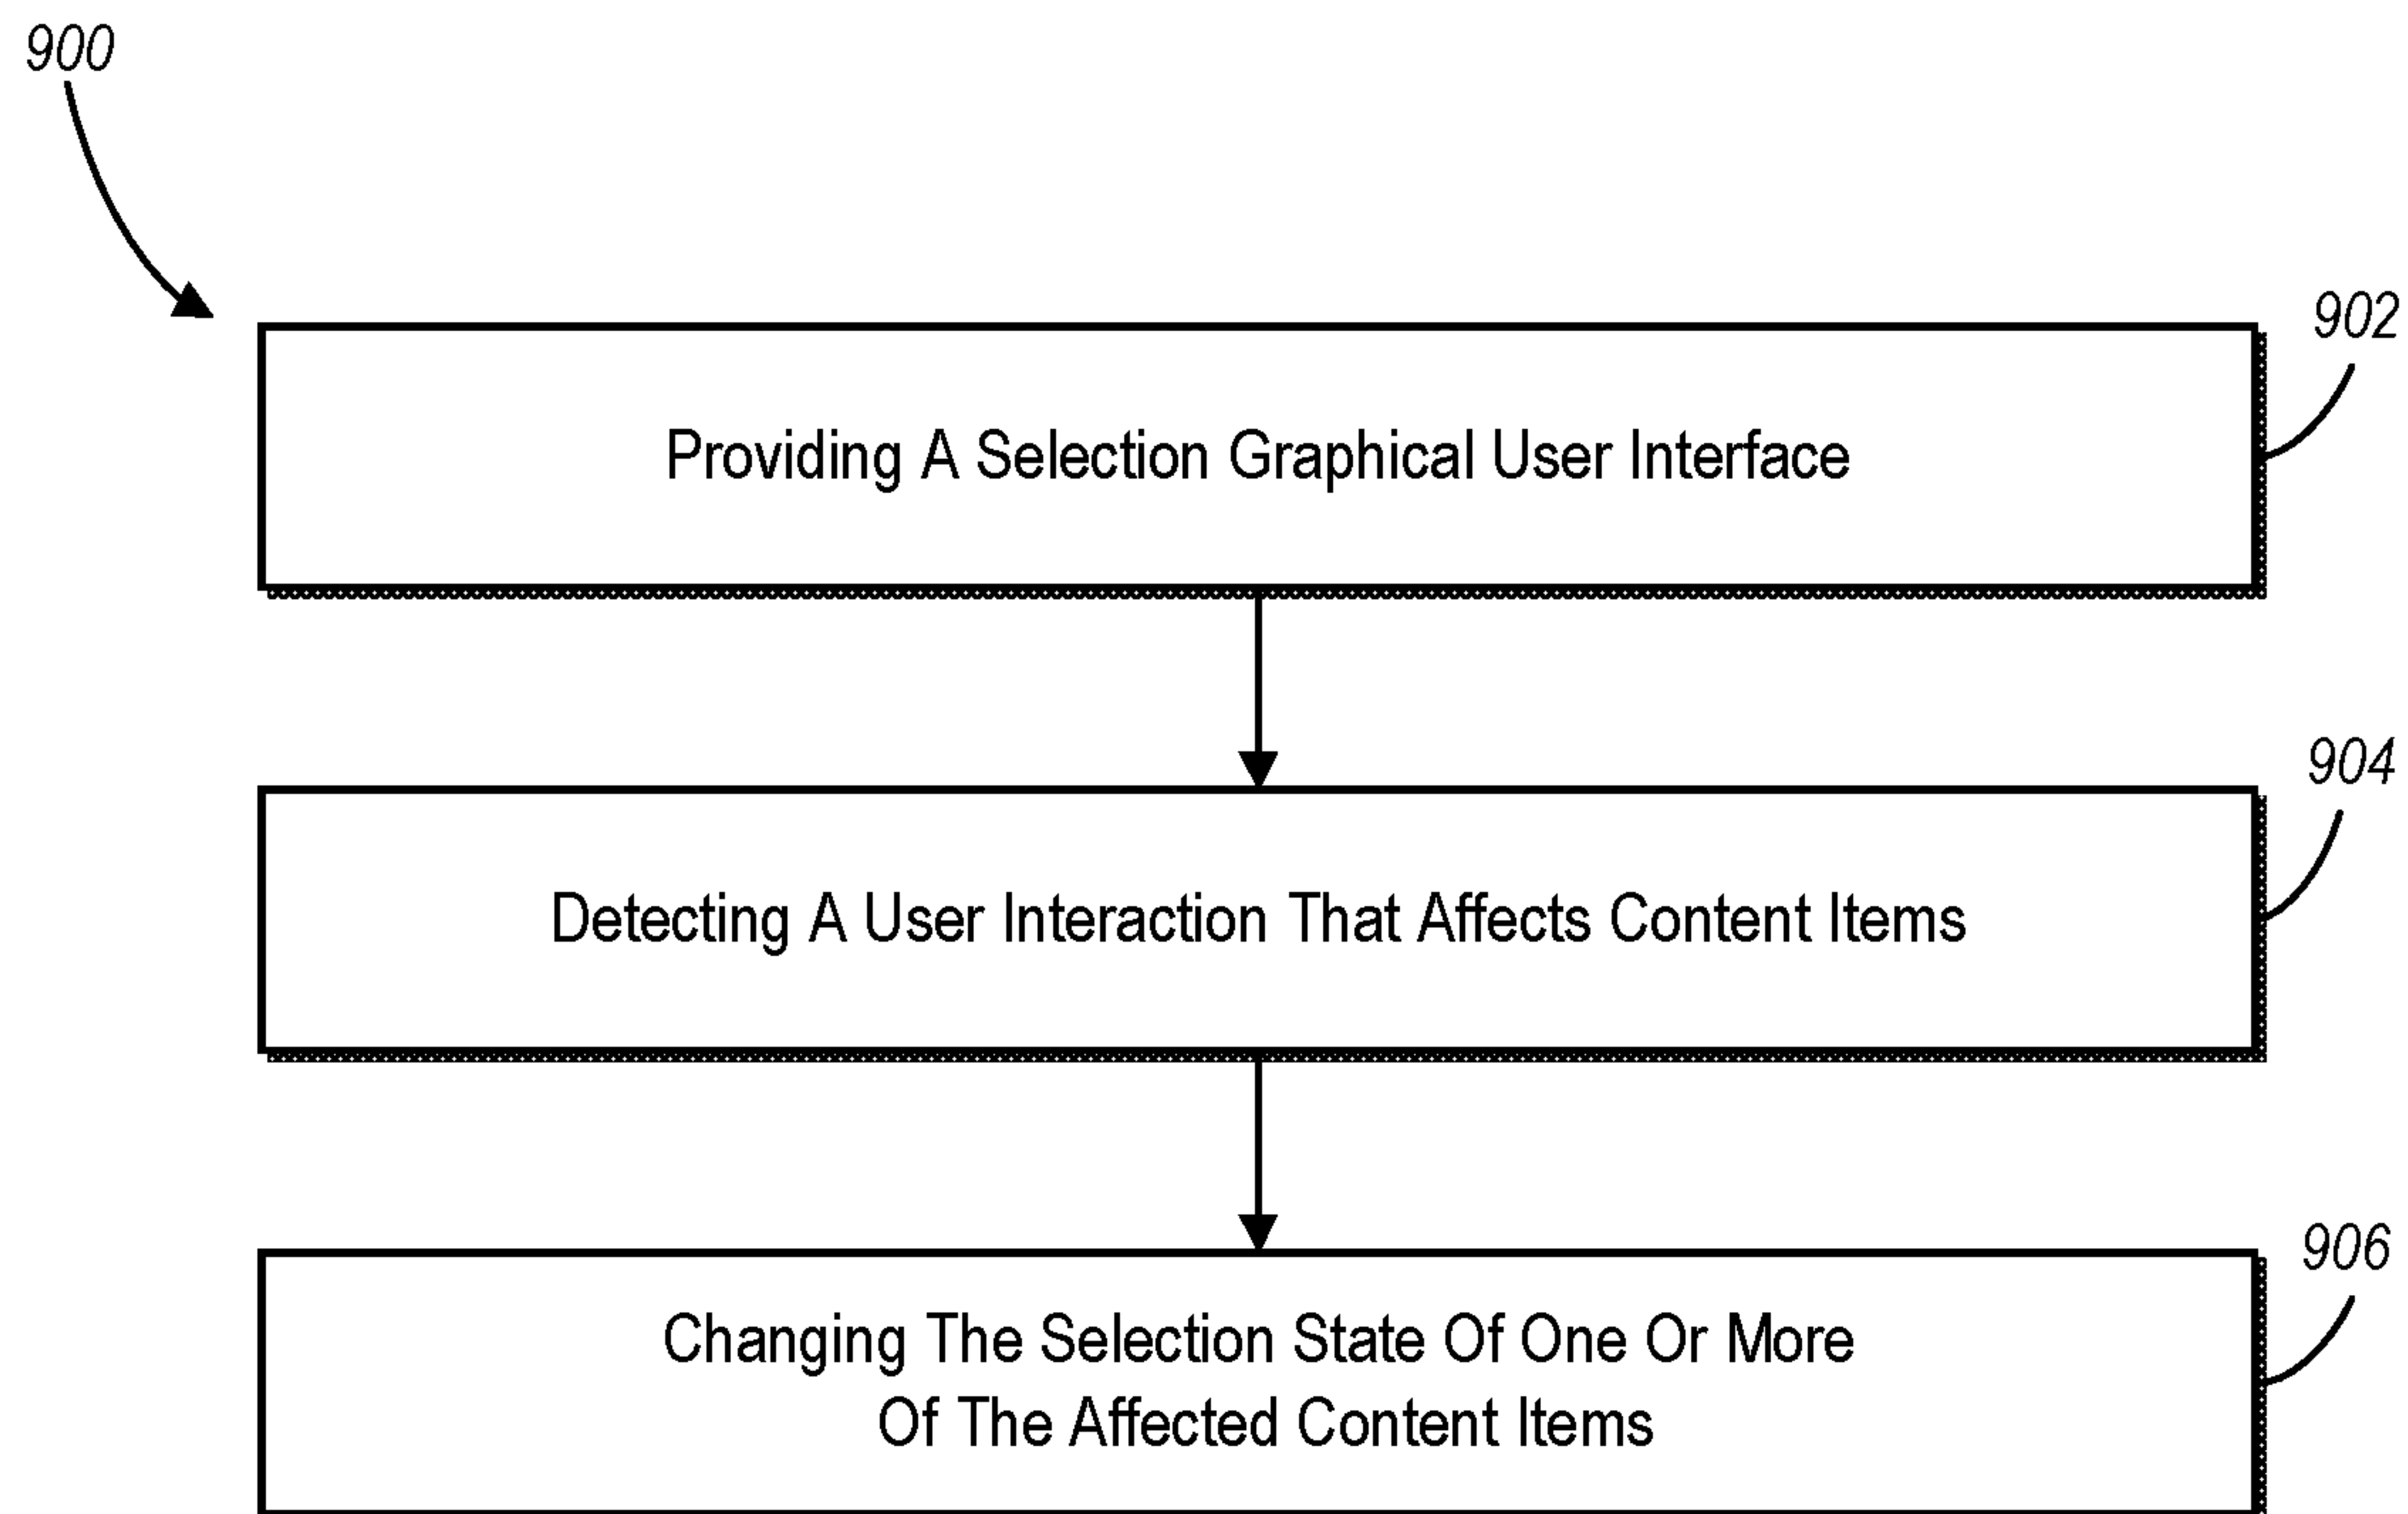 900
902
Providing A Selection Graphical User Interface
904
Detecting A User Interaction That Affects Content Items
906
Changing The Selection State Of One Or More
Of The Affected Content Items